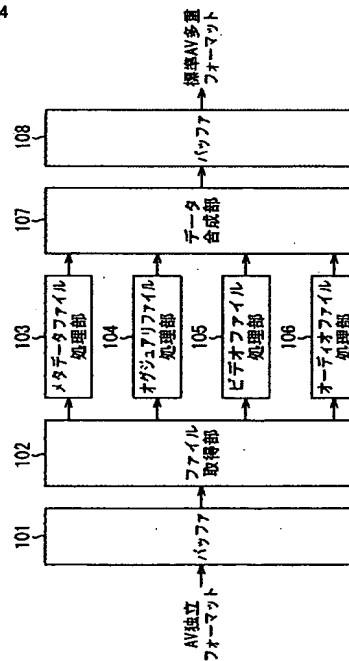 4
AV独立
フォーマット
101
バッファ
102
ファイル
取得部
103
メタデータファイル
処理部
104
オグジュアリファイル
処理部
105
ビデオファイル
処理部
106
オーディオファイル
処理部
107
データ
合成部
108
バッファ
標準AV多重
フォーマット